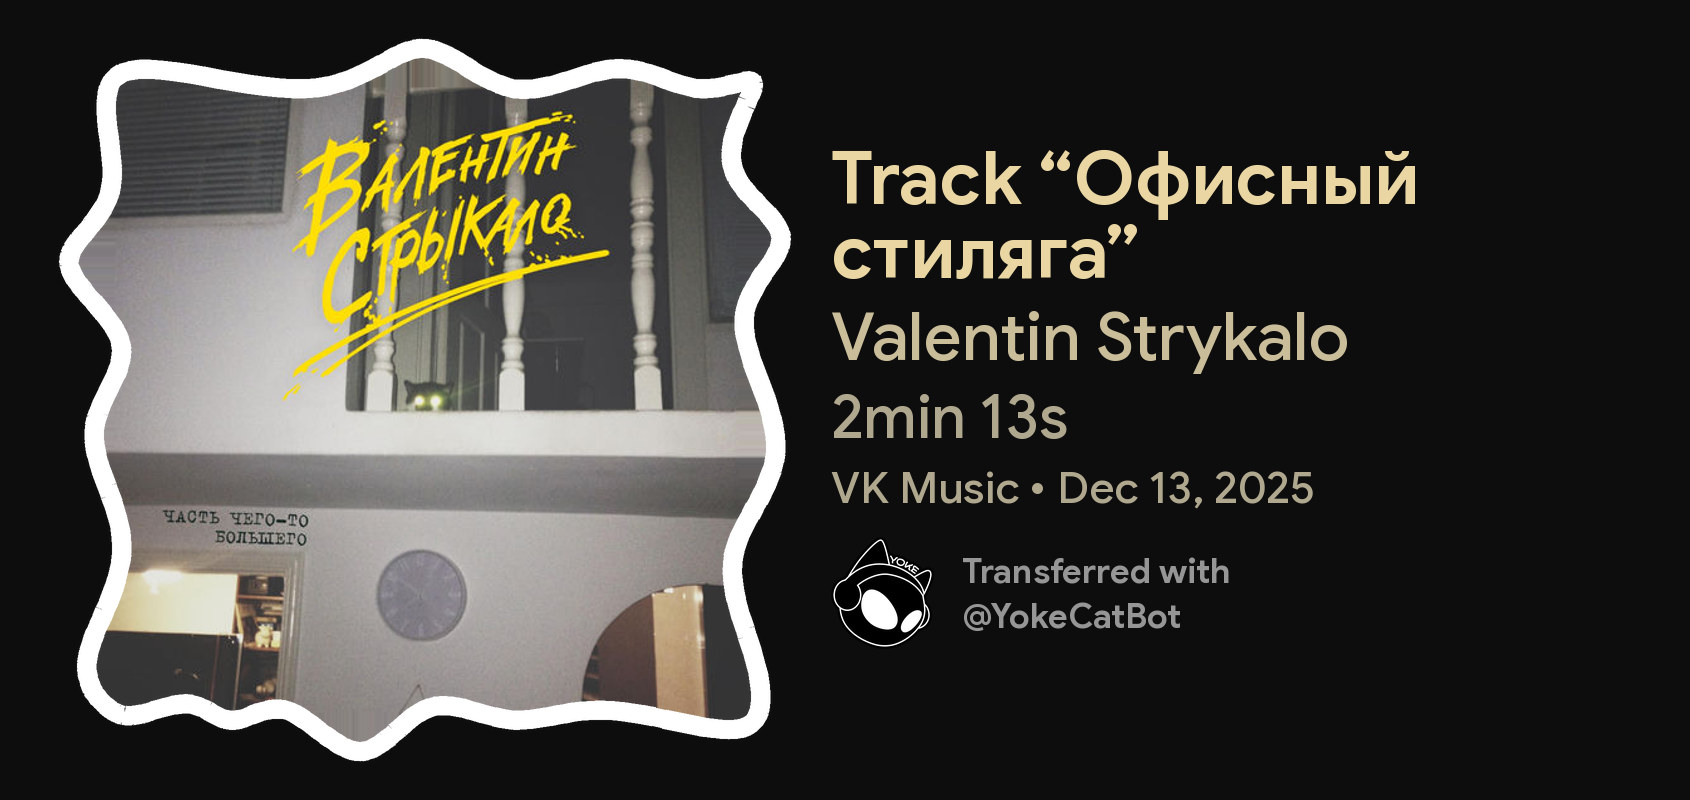 ВАЛЕНТИН
СТРЫКАЛО
ЧАСТЬ ЧЕГО-ТО
БОЛЬШЕГО
Track “Офисный
стиляга”
Valentin Strykalo
2min 13s
VK Music • Dec 13, 2025
YOKE
Transferred with
@YokeCatBot